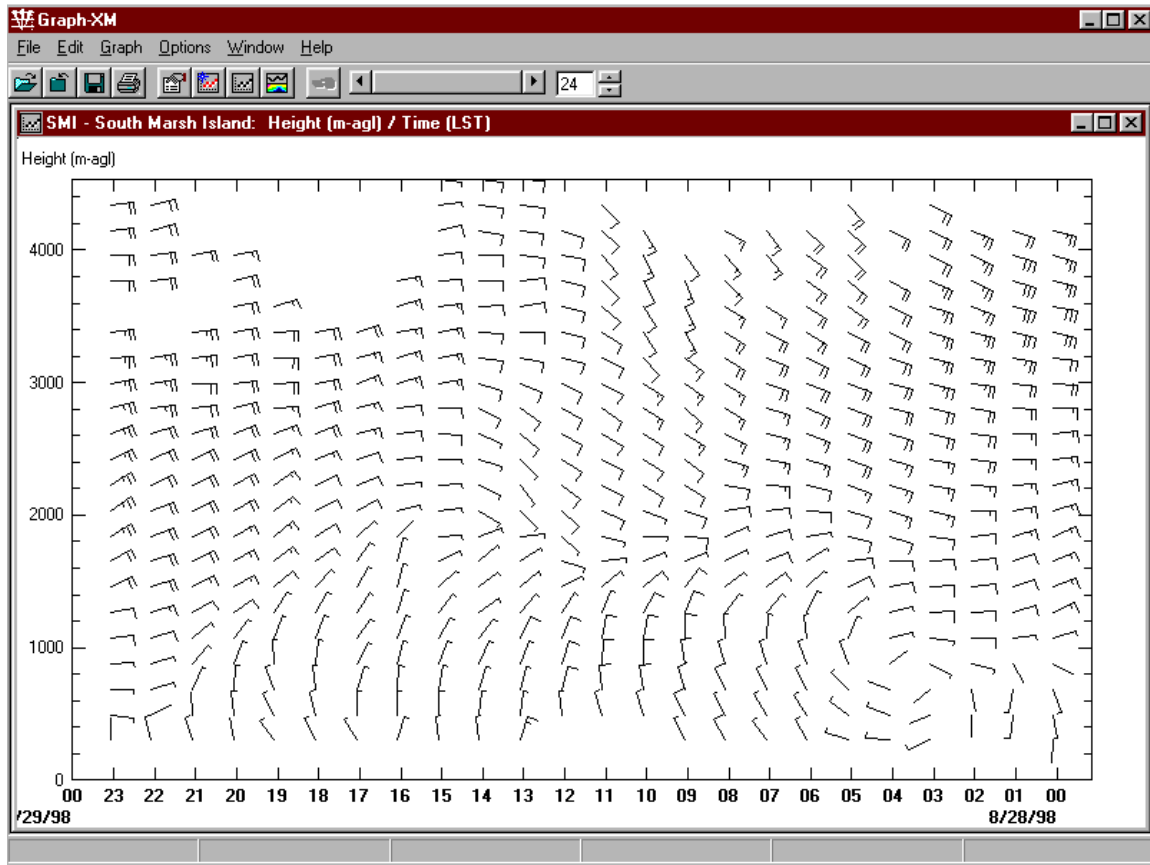 Graph-XM
File Edit Graph Options Window Help
24
SMI - South Marsh Island: Height (m-agl) / Time (LST)
Height (m-agl)
4000
3000
2000
1000
0
00 23 22 21 20 19 18 17 16 15 14 13 12 11 10 09 08 07 06 05 04 03 02 01 00
/29/98 8/28/98